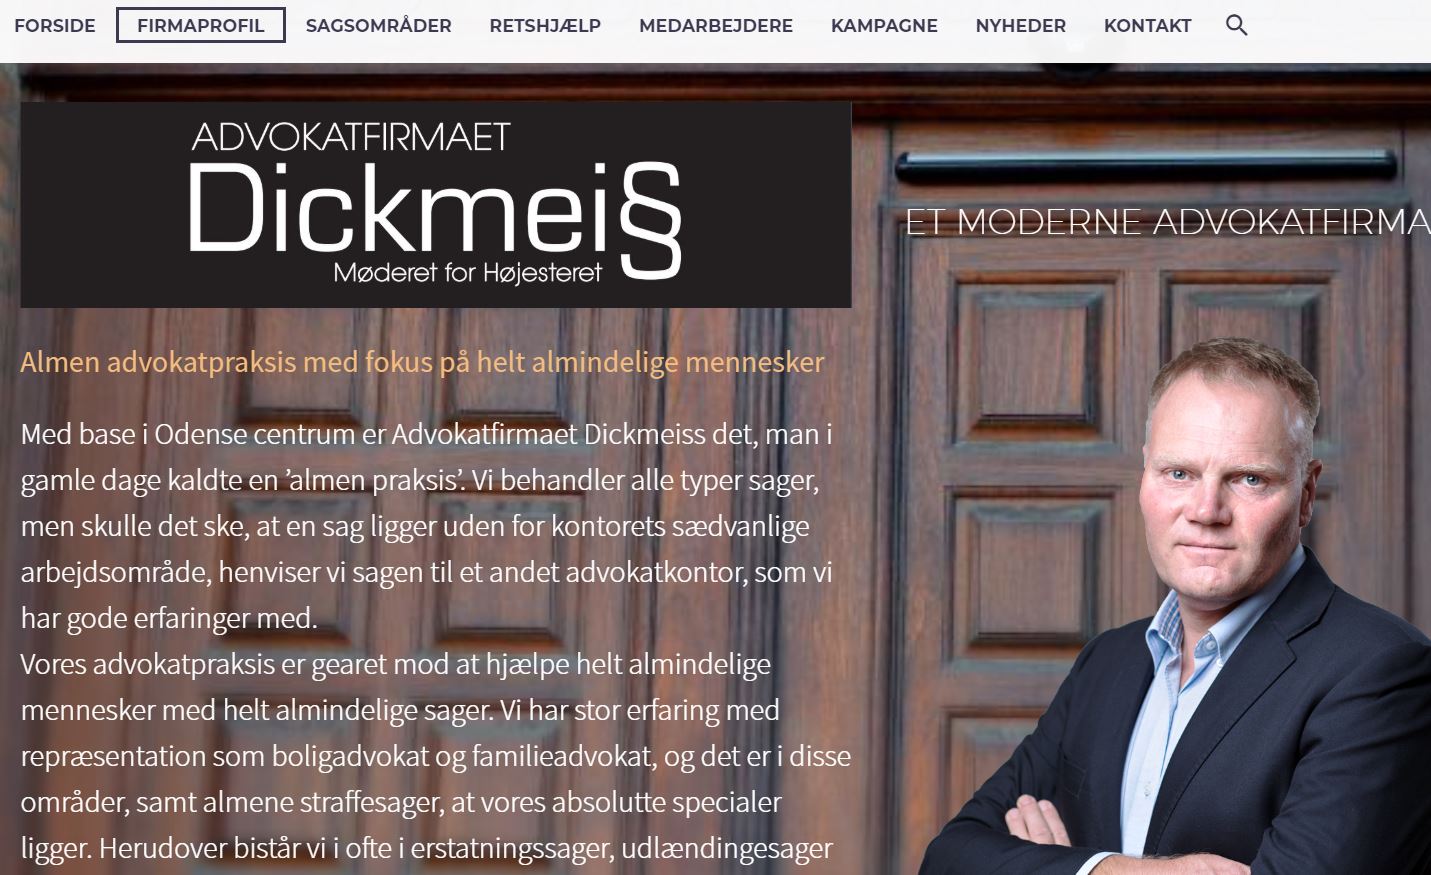 FORSIDE FIRMAPROFIL SAGSOMRÅDER RETSHJÆLP MEDARBEJDERE KAMPAGNE NYHEDER KONTAKT
ADVOKATFIRMAET
Dickmei§
Møderet for Højesteret
ET MODERNE ADVOKATFIRMA
Almen advokatpraksis med fokus på helt almindelige mennesker
Med base i Odense centrum er Advokatfirmaet Dickmeiss det, man i
gamle dage kaldte en ’almen praksis’. Vi behandler alle typer sager,
men skulle det ske, at en sag ligger uden for kontorets sædvanlige
arbejdsområde, henviser vi sagen til et andet advokatkontor, som vi
har gode erfaringer med.
Vores advokatpraksis er gearet mod at hjælpe helt almindelige
mennesker med helt almindelige sager. Vi har stor erfaring med
repræsentation som boligadvokat og familieadvokat, og det er i disse
områder, samt almene straffesager, at vores absolutte specialer
ligger. Herudover bistår vi i ofte i erstatningssager, udlændingesager